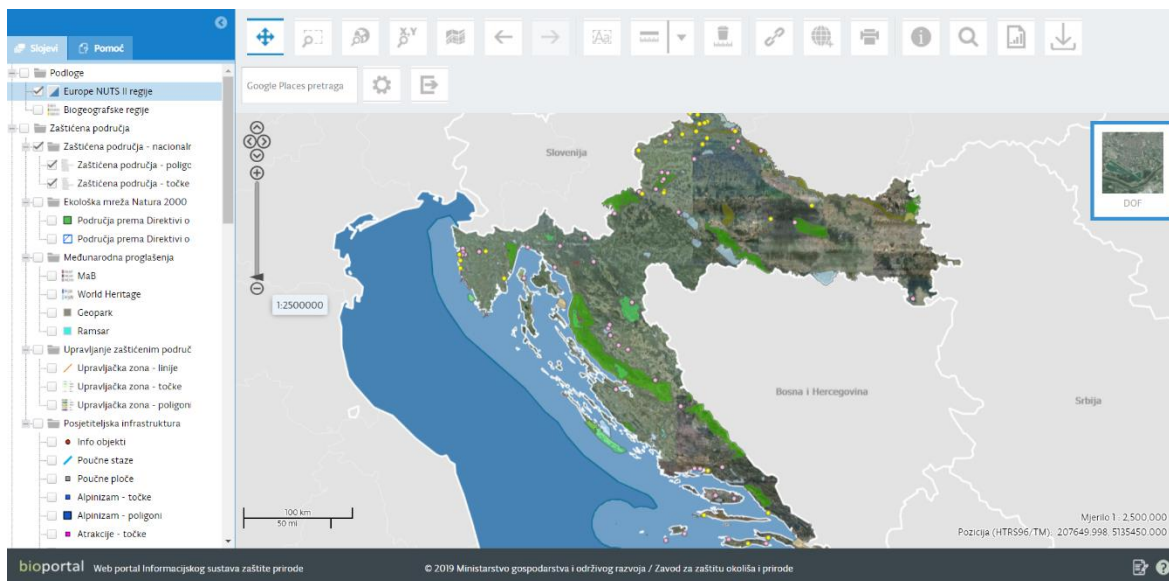 Slojevi
Pomoć
Podloge
Europe NUTS II regije
Biogeografske regije
Zaštićena područja
Zaštićena područja - nacionalr
Zaštićena područja - poligo
Zaštićena područja - točke
Ekološka mreža Natura 2000
Područja prema Direktivi o
Područja prema Direktivi o
Međunarodna proglašenja
MaB
World Heritage
Geopark
Ramsar
Upravljanje zaštićenim područ
Upravljačka zona - linije
Upravljačka zona - točke
Upravljačka zona - poligoni
Posjetiteljska infrastruktura
Info objekti
Poučne staze
Poučne ploče
Alpinizam - točke
Alpinizam - poligoni
Atrakcije - točke
X,Y
Aa
Google Places pretraga
Slovenija
DOF
1:2500000
Bosna i Hercegovina
Srbija
100 km
50 mi
Mjerilo 1 : 2,500.000
Pozicija (HTRS96/TM), 207649.998, 5135450.000
bioportal Web portal Informacijskog sustava zaštite prirode
© 2019 Ministarstvo gospodarstva i održivog razvoja / Zavod za zaštitu okoliša i prirode